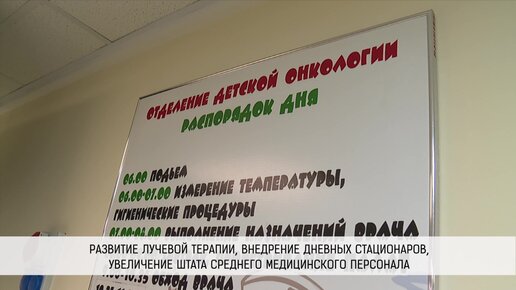 ОТДЕЛЕНИЕ ДЕТСКОЙ ОНКОЛОГИИ
РАСПОРЯДОК ДНЯ
06.00 ПОДЬЕМ
06.00-07.00 ИЗМЕРЕНИЕ ТЕМПЕРАТУРЫ,
ГИГИЕНИЧЕСКИЕ ПРОЦЕДУРЫ
ВЫПОЛНЕНИЕ НАЗНАЧЕНИЙ ВРАЧА
РАЗВИТИЕ ЛУЧЕВОЙ ТЕРАПИИ, ВНЕДРЕНИЕ ДНЕВНЫХ СТАЦИОНАРОВ,
УВЕЛИЧЕНИЕ ШТАТА СРЕДНЕГО МЕДИЦИНСКОГО ПЕРСОНАЛА
ОБХОД ВРАЧА